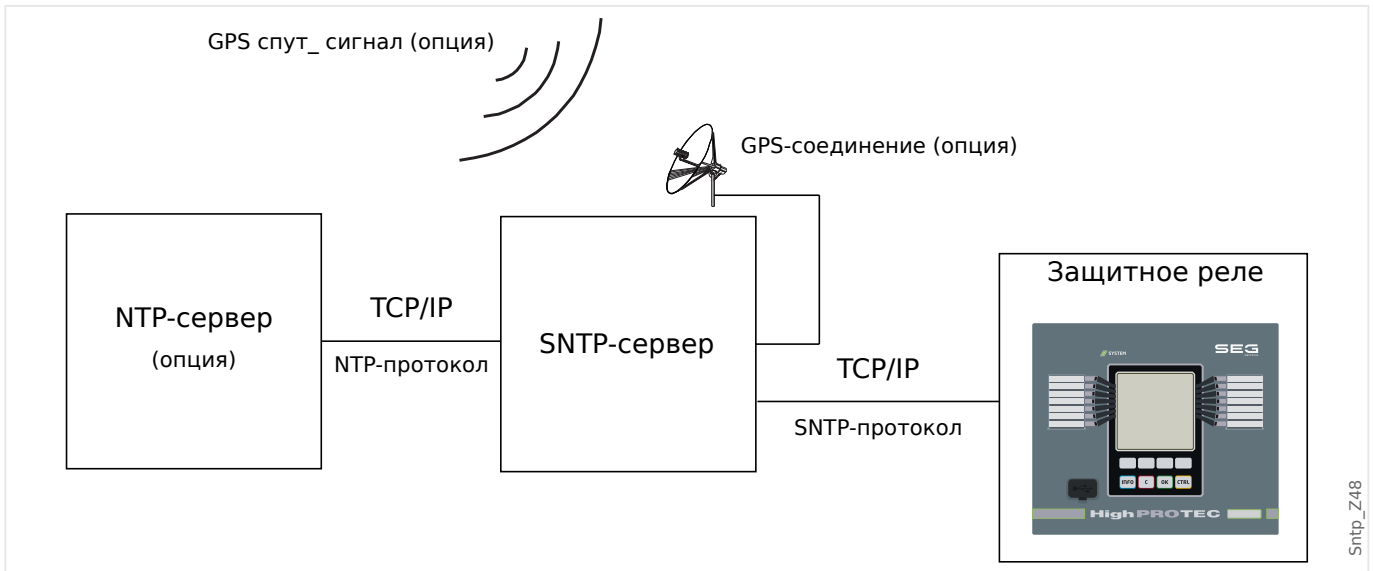 GPS спут_ сигнал (опция)
GPS-соединение (опция)
NTP-сервер
(опция)
TCP/IP
NTP-протокол
SNTP-сервер
TCP/IP
SNTP-протокол
Защитное реле
SYSTEM
SEG
INFO
C
OK
CTRL
HighPROTEC
Sntp_Z48